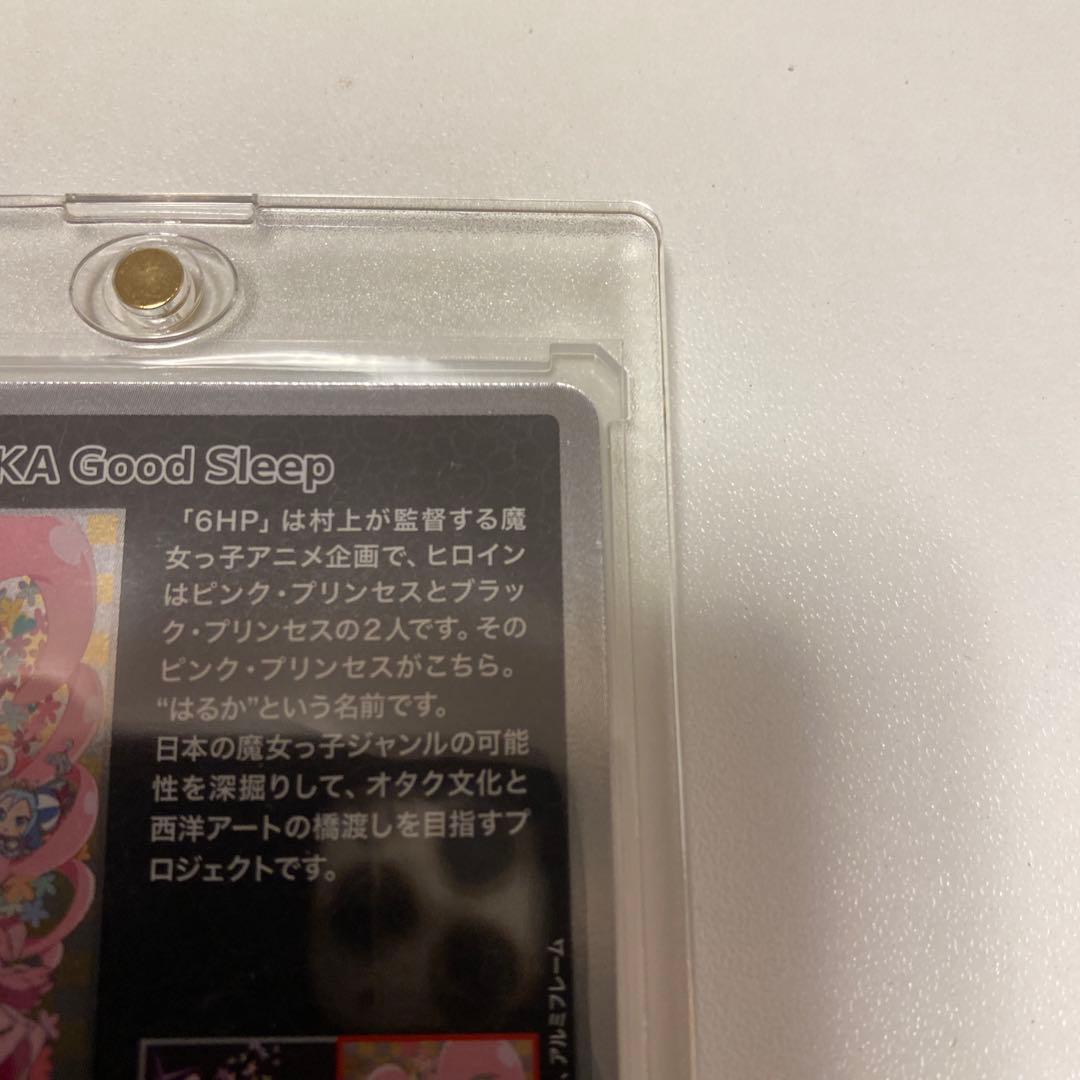 KA Good Sleep
「6HP」は村上が監督する魔
女っ子アニメ企画で、ヒロイン
はピンク・プリンセスとブラッ
ク・プリンセスの2人です。その
ピンク・プリンセスがこちら。
“はるか”という名前です。
日本の魔女っ子ジャンルの可能
性を深掘りして、オタク文化と
西洋アートの橋渡しを目指すプ
ロジェクトです。
、アルミフレーム